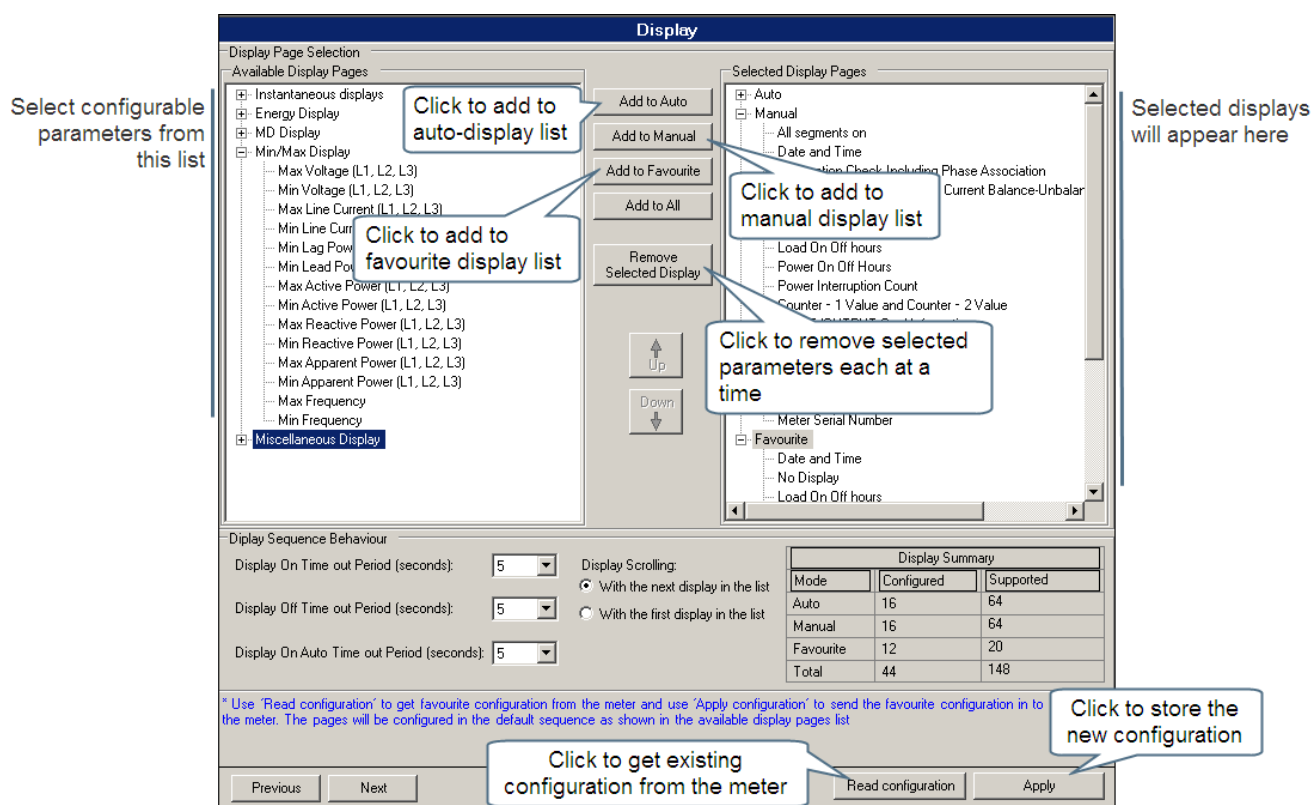 Display
Display Page Selection
Available Display Pages
Instantaneous displays
Energy Display
MD Display
Min/Max Display
Max Voltage (L1, L2, L3)
Min Voltage (L1, L2, L3)
Max Line Current (L1, L2, L3)
Min Line Curr
Min Lag Pow
Min Lead Pow
Max Active Power (L1, L2, L3)
Min Active Power (L1, L2, L3)
Max Reactive Power (L1, L2, L3)
Min Reactive Power (L1, L2, L3)
Max Apparent Power (L1, L2, L3)
Min Apparent Power (L1, L2, L3)
Max Frequency
Min Frequency
Miscellaneous Display
Select configurable
parameters from
this list
Click to add to
auto-display list
Click to add to
favourite display list
Add to Auto
Add to Manual
Add to Favourite
Add to All
Remove
Selected Display
Up
Down
Click to add to
manual display list
Click to remove selected
parameters each at a
time
Selected Display Pages
Auto
Manual
All segments on
Date and Time
Check Including Phase Association
Current Balance-Unbalar
Load On Off hours
Power On Off Hours
Power Interruption Count
Counter - 1 Value and Counter - 2 Value
Meter Serial Number
Favourite
Date and Time
No Display
Load On Off hours
Selected displays
will appear here
Diplay Sequence Behaviour
Display On Time out Period (seconds): 5
Display Off Time out Period (seconds): 5
Display On Auto Time out Period (seconds): 5
Display Scrolling:
With the next display in the list
With the first display in the list
Display Summary
Mode Configured Supported
Auto 16 64
Manual 16 64
Favourite 12 20
Total 44 148
* Use 'Read configuration' to get favourite configuration from the meter and use 'Apply configuration' to send the favourite configuration in to
the meter. The pages will be configured in the default sequence as shown in the available display pages list
Click to store the
new configuration
Click to get existing
configuration from the meter
Previous
Next
Read configuration
Apply